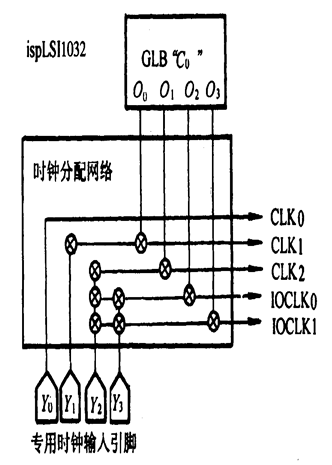 ispLSI1032
GLB “C₀”
O₀ O₁ O₂ O₃
时钟分配网络
CLK0
CLK1
CLK2
IOCLK0
IOCLK1
Y₀ Y₁ Y₂ Y₃
专用时钟输入引脚